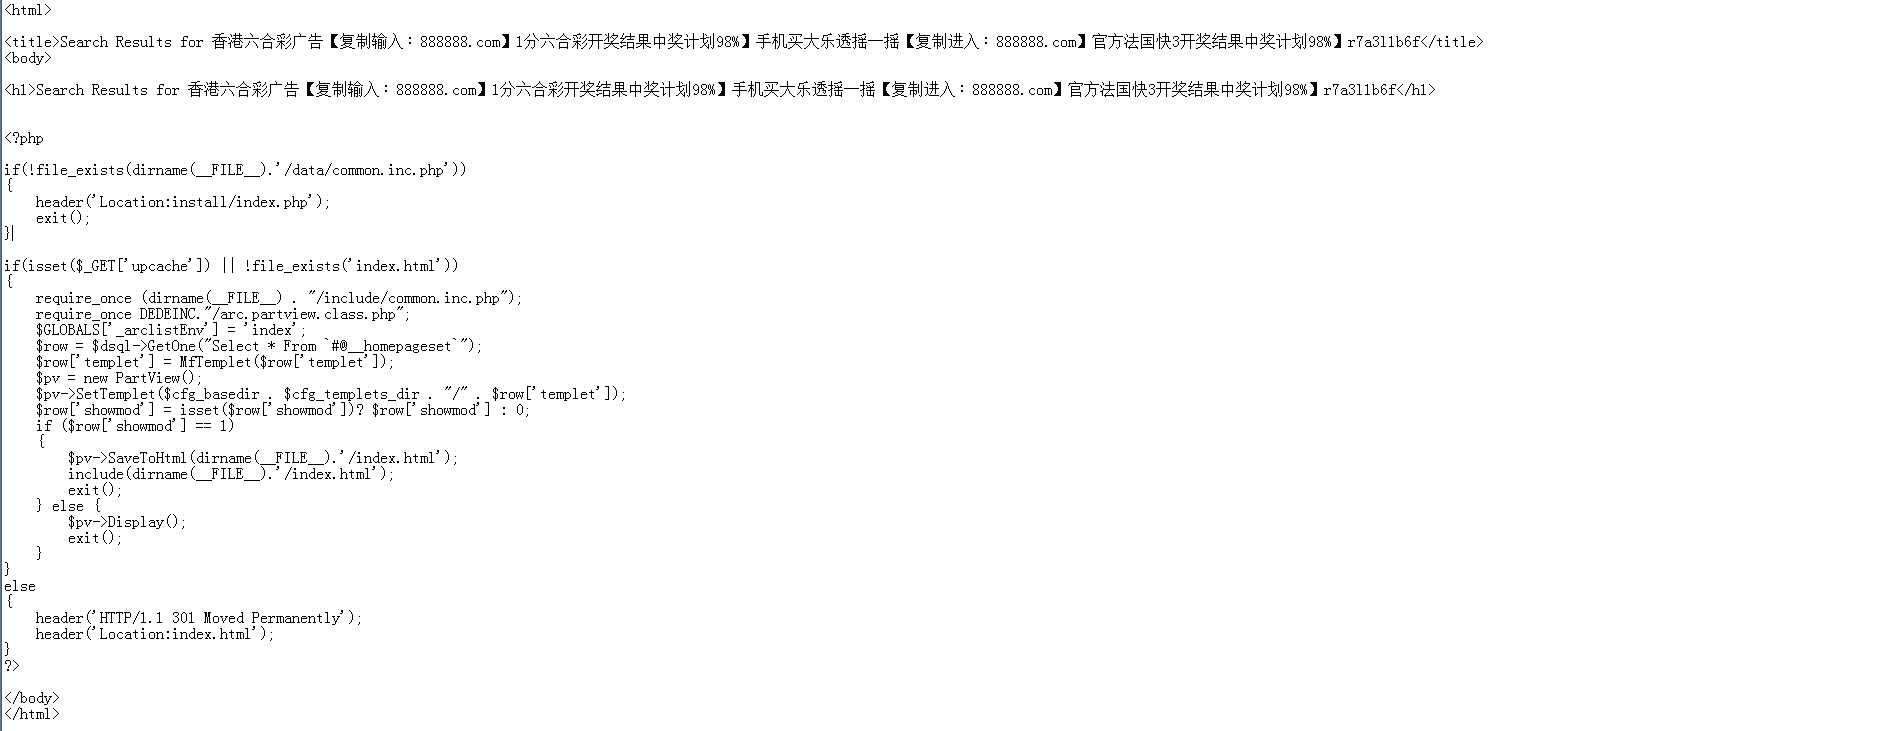 <html>
<title>Search Results for 香港六合彩广告【复制输入：888888.com】1分六合彩开奖结果中奖计划98%】手机买大乐透摇一摇【复制进入：888888.com】官方法国快3开奖结果中奖计划98%】r7a3l1b6f</title>
<body>
<h1>Search Results for 香港六合彩广告【复制输入：888888.com】1分六合彩开奖结果中奖计划98%】手机买大乐透摇一摇【复制进入：888888.com】官方法国快3开奖结果中奖计划98%】r7a3l1b6f</h1>
<?php
if(!file_exists(dirname(__FILE__).'/data/common.inc.php'))
{
    header('Location:install/index.php');
    exit();
}
if(isset($_GET['upcache']) || !file_exists('index.html'))
{
    require_once (dirname(__FILE__) . "/include/common.inc.php");
    require_once DEDEINC."/arc.partview.class.php";
    $GLOBALS['_arclistEnv'] = 'index';
    $row = $dsql->GetOne("Select * From `#@__homepageset`");
    $row['templet'] = MfTemplet($row['templet']);
    $pv = new PartView();
    $pv->SetTemplet($cfg_basedir . $cfg_templets_dir . "/" . $row['templet']);
    $row['showmod'] = isset($row['showmod'])? $row['showmod'] : 0;
    if ($row['showmod'] == 1)
    {
        $pv->SaveToHtml(dirname(__FILE__).'/index.html');
        include(dirname(__FILE__).'/index.html');
        exit();
    } else {
        $pv->Display();
        exit();
    }
}
else
{
    header('HTTP/1.1 301 Moved Permanently');
    header('Location:index.html');
}
?>
</body>
</html>